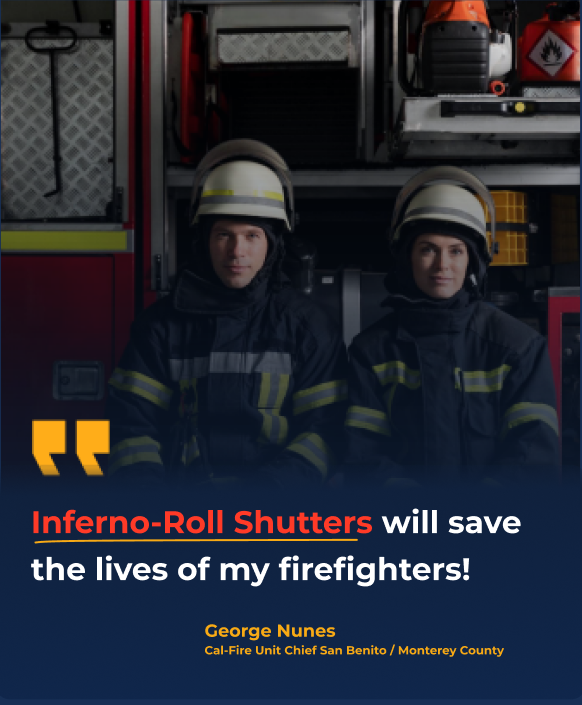 Inferno-Roll Shutters will save
the lives of my firefighters!
George Nunes
Cal-Fire Unit Chief San Benito / Monterey County